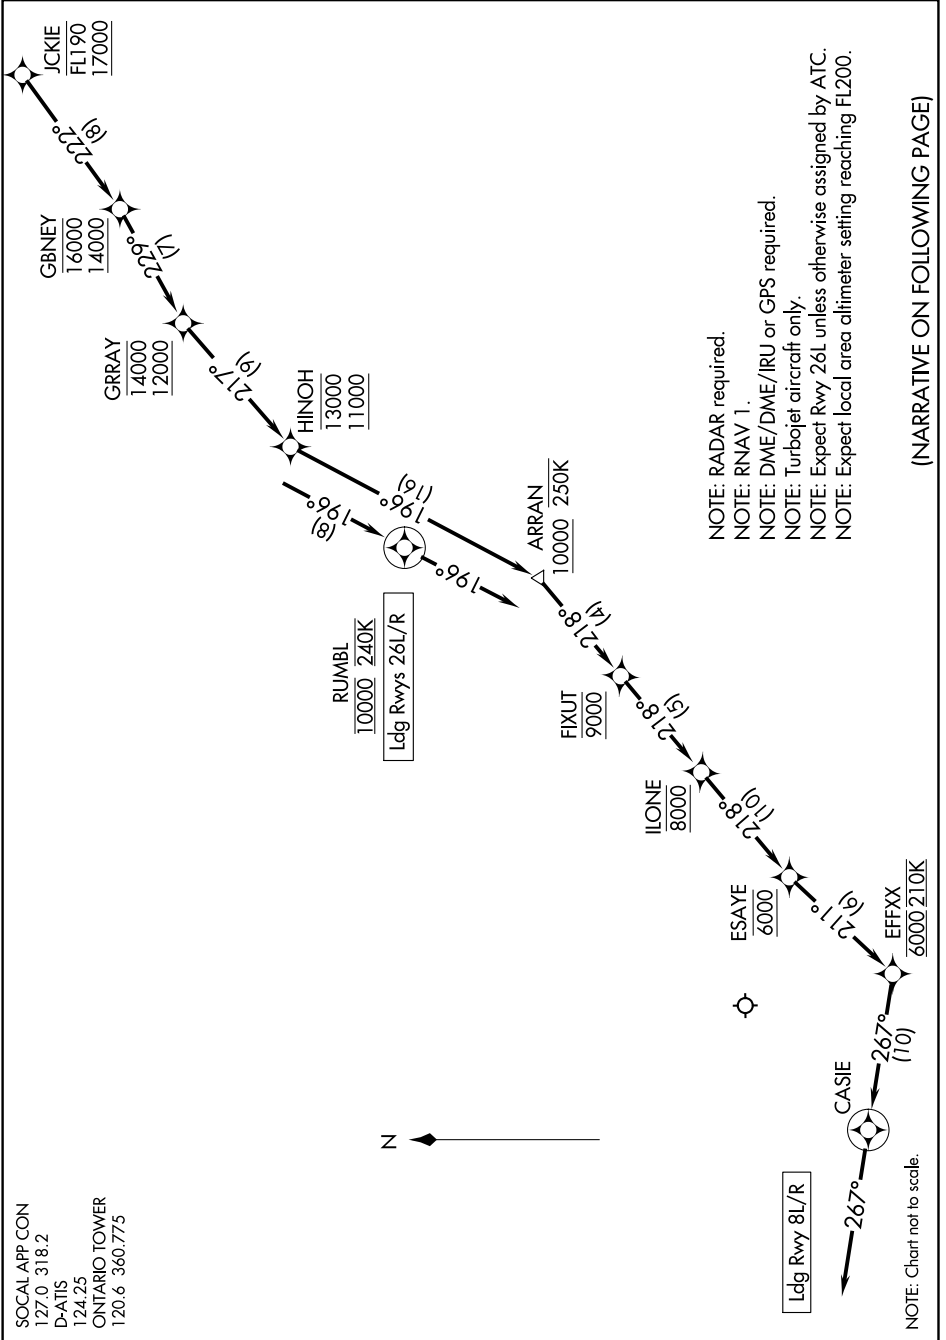 SOCAL APP CON
127.0 318.2
D-ATIS
124.25
ONTARIO TOWER
120.6 360.775
JCKIE
FL190
17000
222°
(8)
GBNEY
16000
14000
229°
(7)
GRRAY
14000
12000
217°
(9)
HINOH
13000
11000
196°
(16)
196°
(8)
RUMBL
10000 240K
Ldg Rwys 26L/R
196°
ARRAN
10000 250K
218°
(4)
FIXUT
9000
218°
(5)
ILONE
8000
218°
(10)
ESAYE
6000
211°
(6)
EFFXX
6000 210K
267°
(10)
CASIE
267°
Ldg Rwy 8L/R
N
NOTE: RADAR required.
NOTE: RNAV 1.
NOTE: DME/DME/IRU or GPS required.
NOTE: Turbojet aircraft only.
NOTE: Expect Rwy 26L unless otherwise assigned by ATC.
NOTE: Expect local area altimeter setting reaching FL200.
NOTE: Chart not to scale.
(NARRATIVE ON FOLLOWING PAGE)